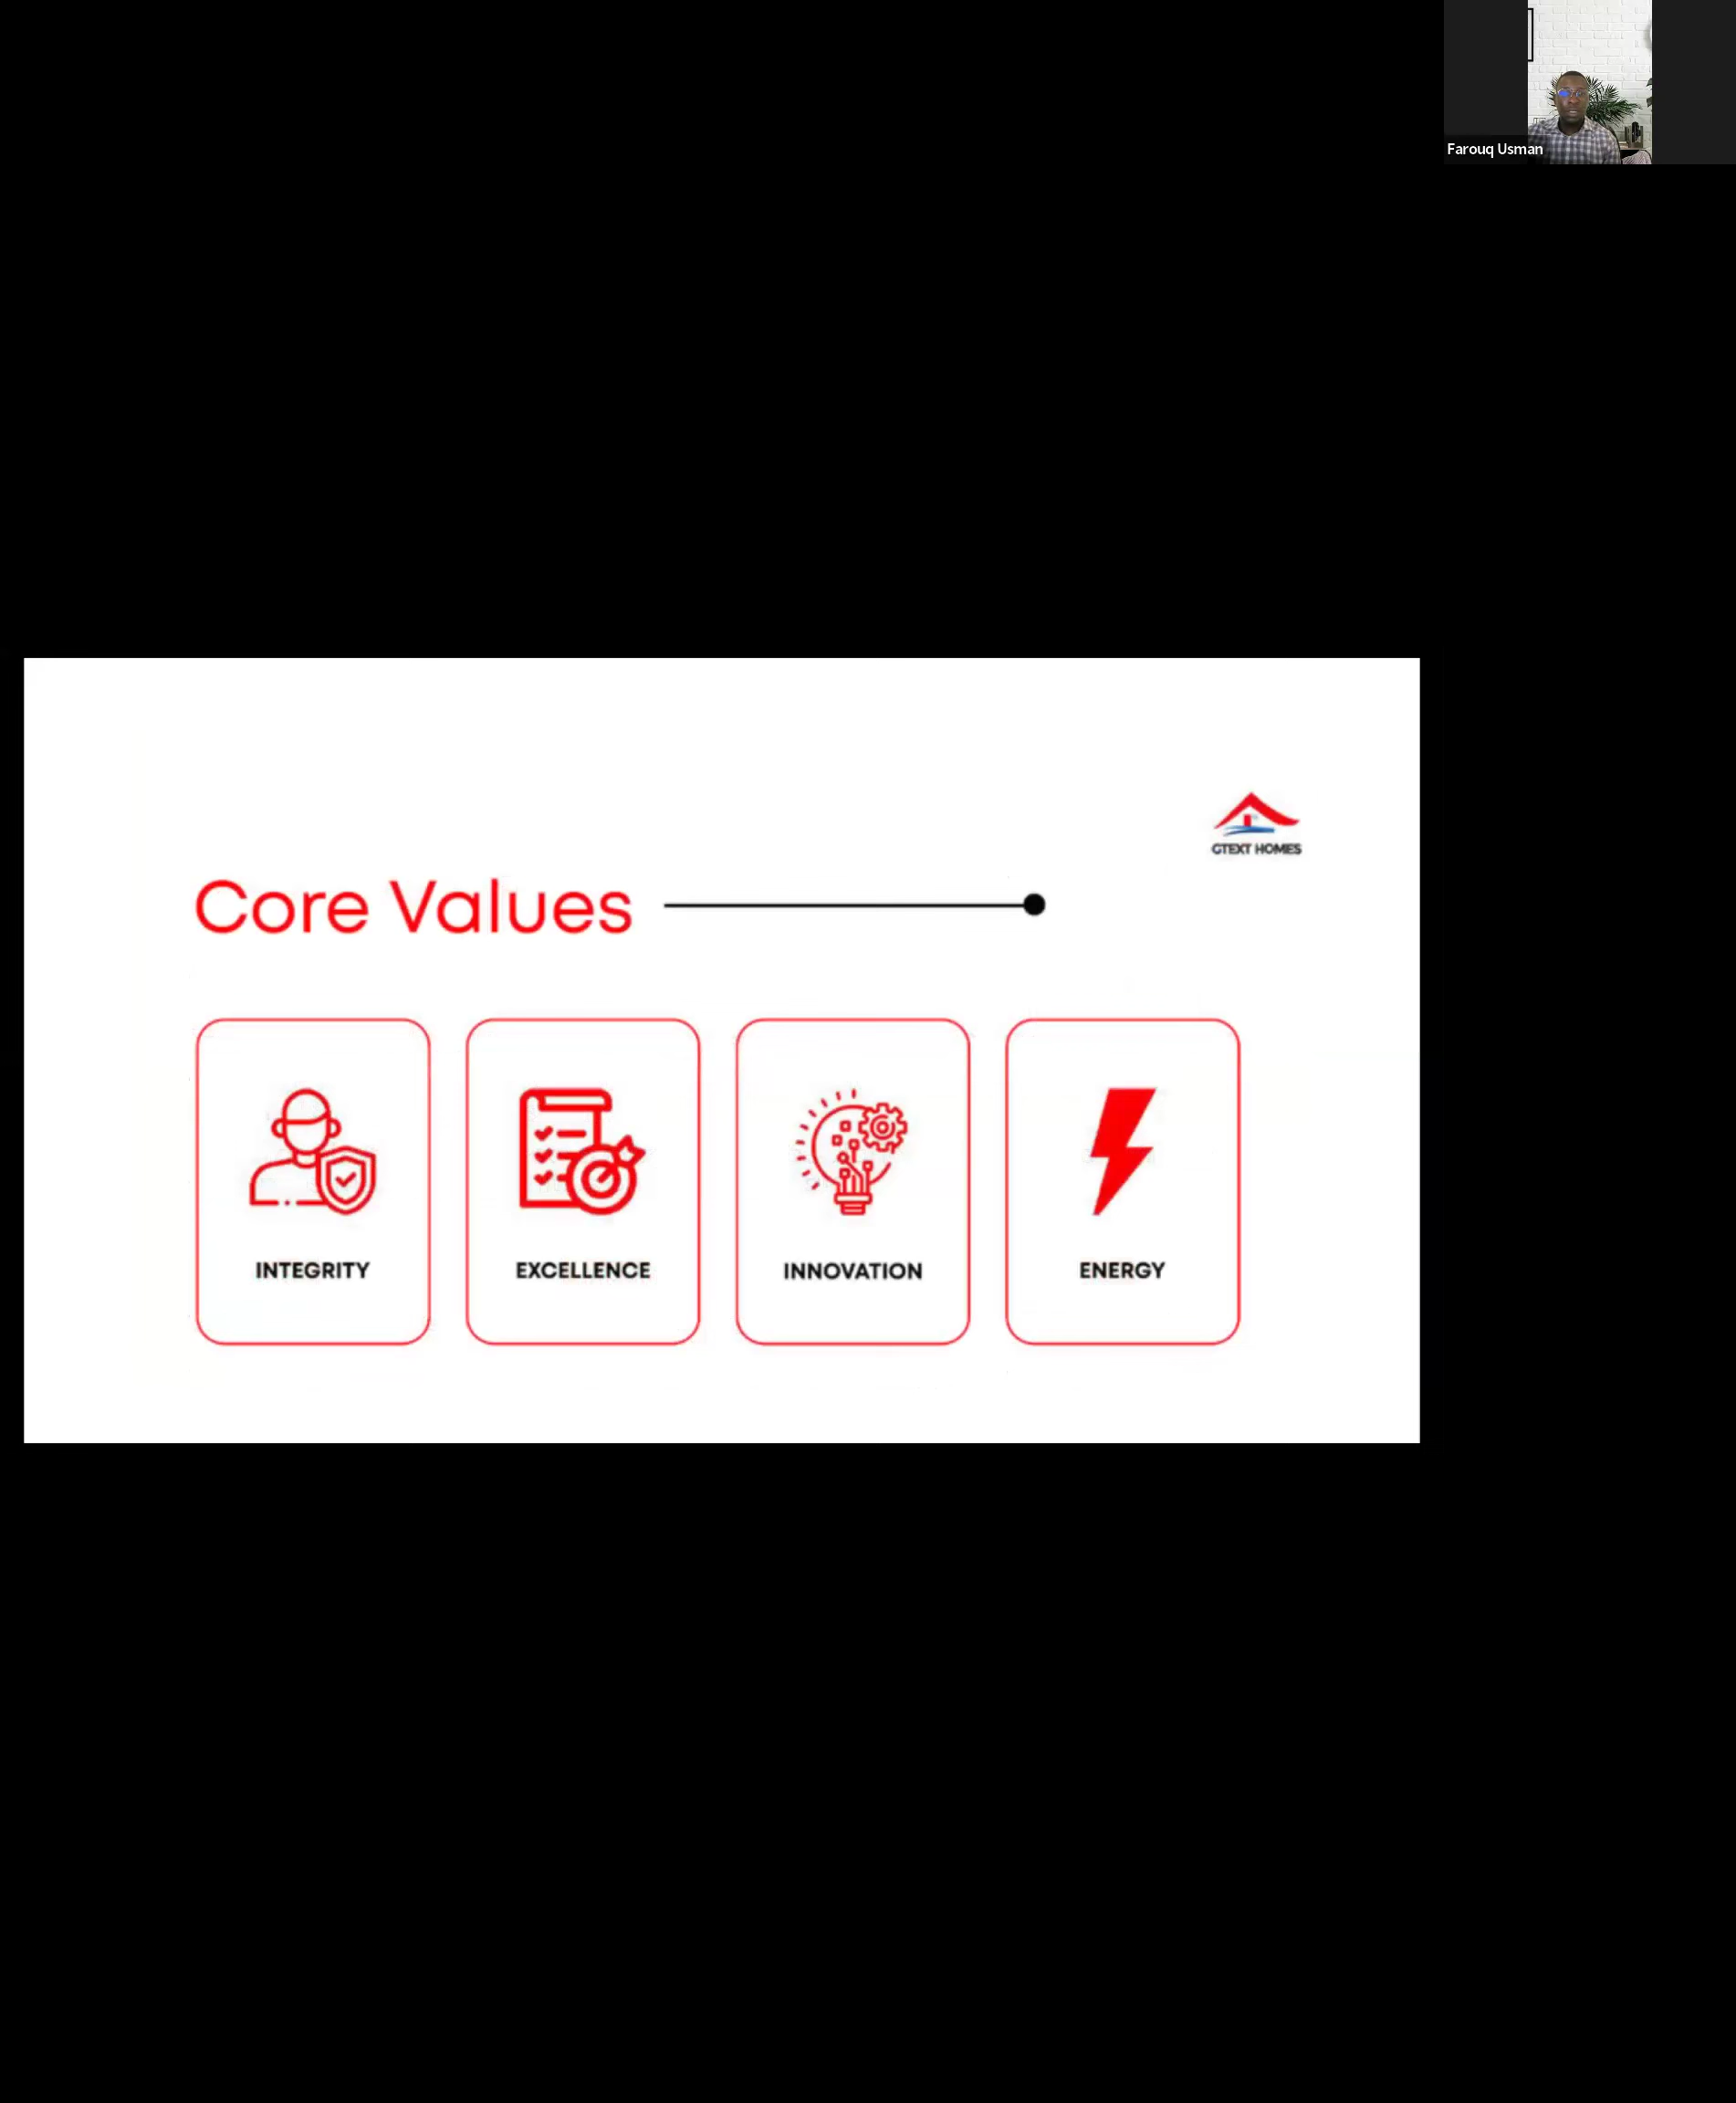 Farouq Usman
GTEXT HOMES
Core Values
INTEGRITY
EXCELLENCE
INNOVATION
ENERGY